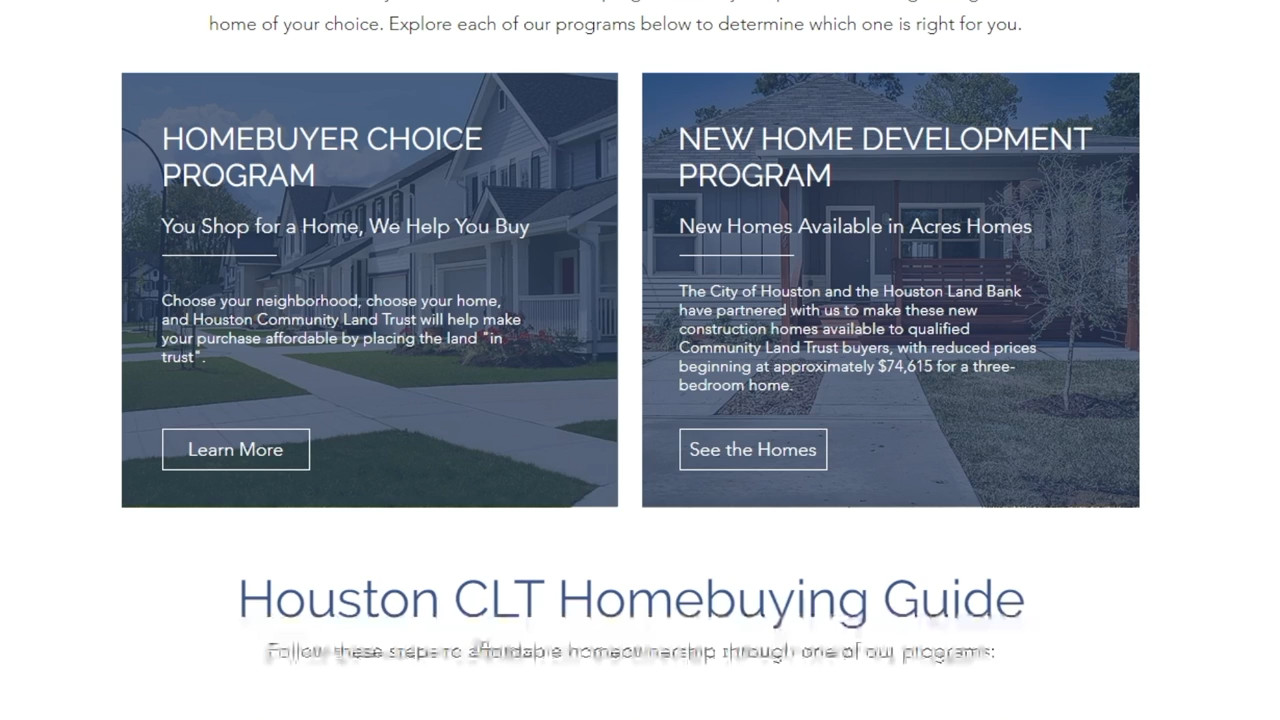 home of your choice. Explore each of our programs below to determine which one is right for you.
HOMEBUYER CHOICE
PROGRAM
You Shop for a Home, We Help You Buy
Choose your neighborhood, choose your home,
and Houston Community Land Trust will help make
your purchase affordable by placing the land "in
trust".
Learn More
NEW HOME DEVELOPMENT
PROGRAM
New Homes Available in Acres Homes
The City of Houston and the Houston Land Bank
have partnered with us to make these new
construction homes available to qualified
Community Land Trust buyers, with reduced prices
beginning at approximately $74,615 for a three-
bedroom home.
See the Homes
Houston CLT Homebuying Guide
Follow these steps to affordable homeownership through one of our programs: